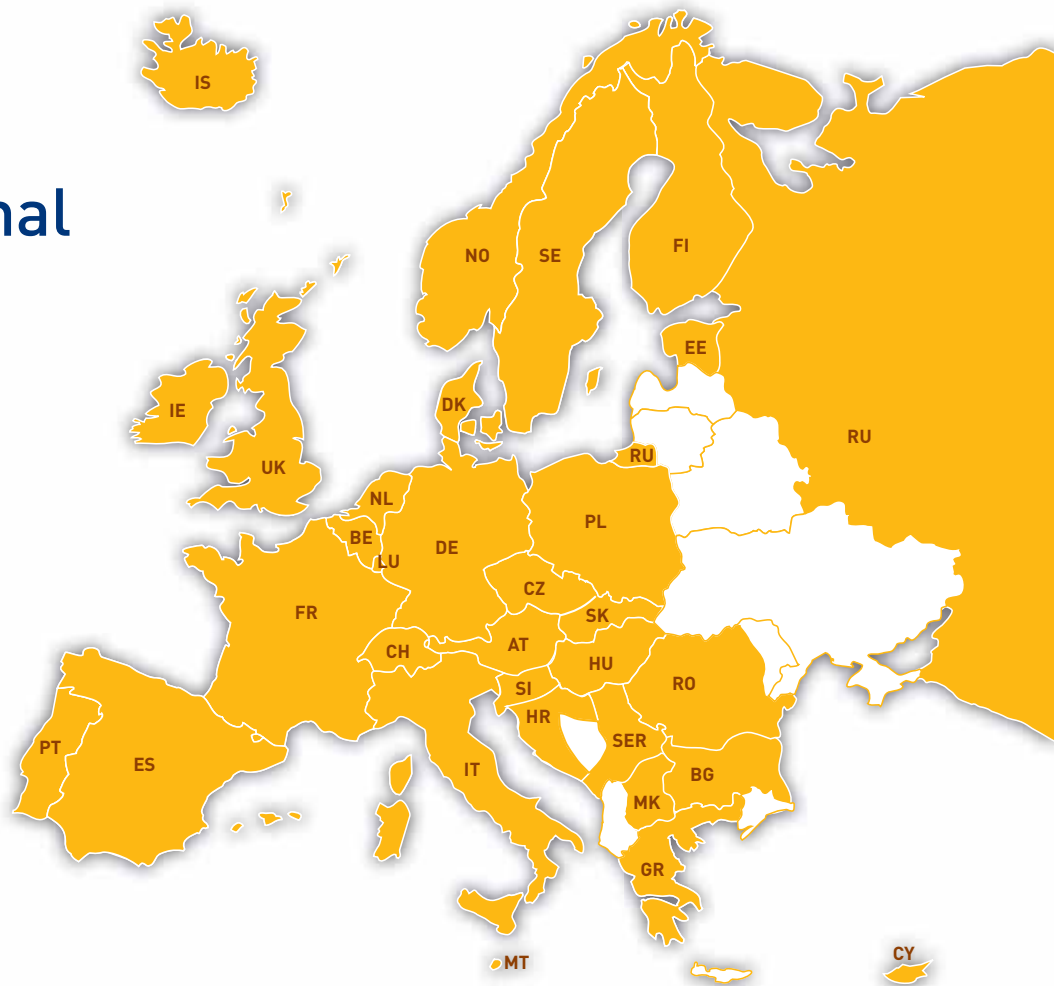 IS
nal
NO
SE
FI
EE
IE
DK
RU
UK
RU
NL
PL
BE
DE
LU
CZ
FR
SK
AT
CH
HU
RO
SI
HR
SER
PT
ES
IT
BG
MK
GR
CY
MT